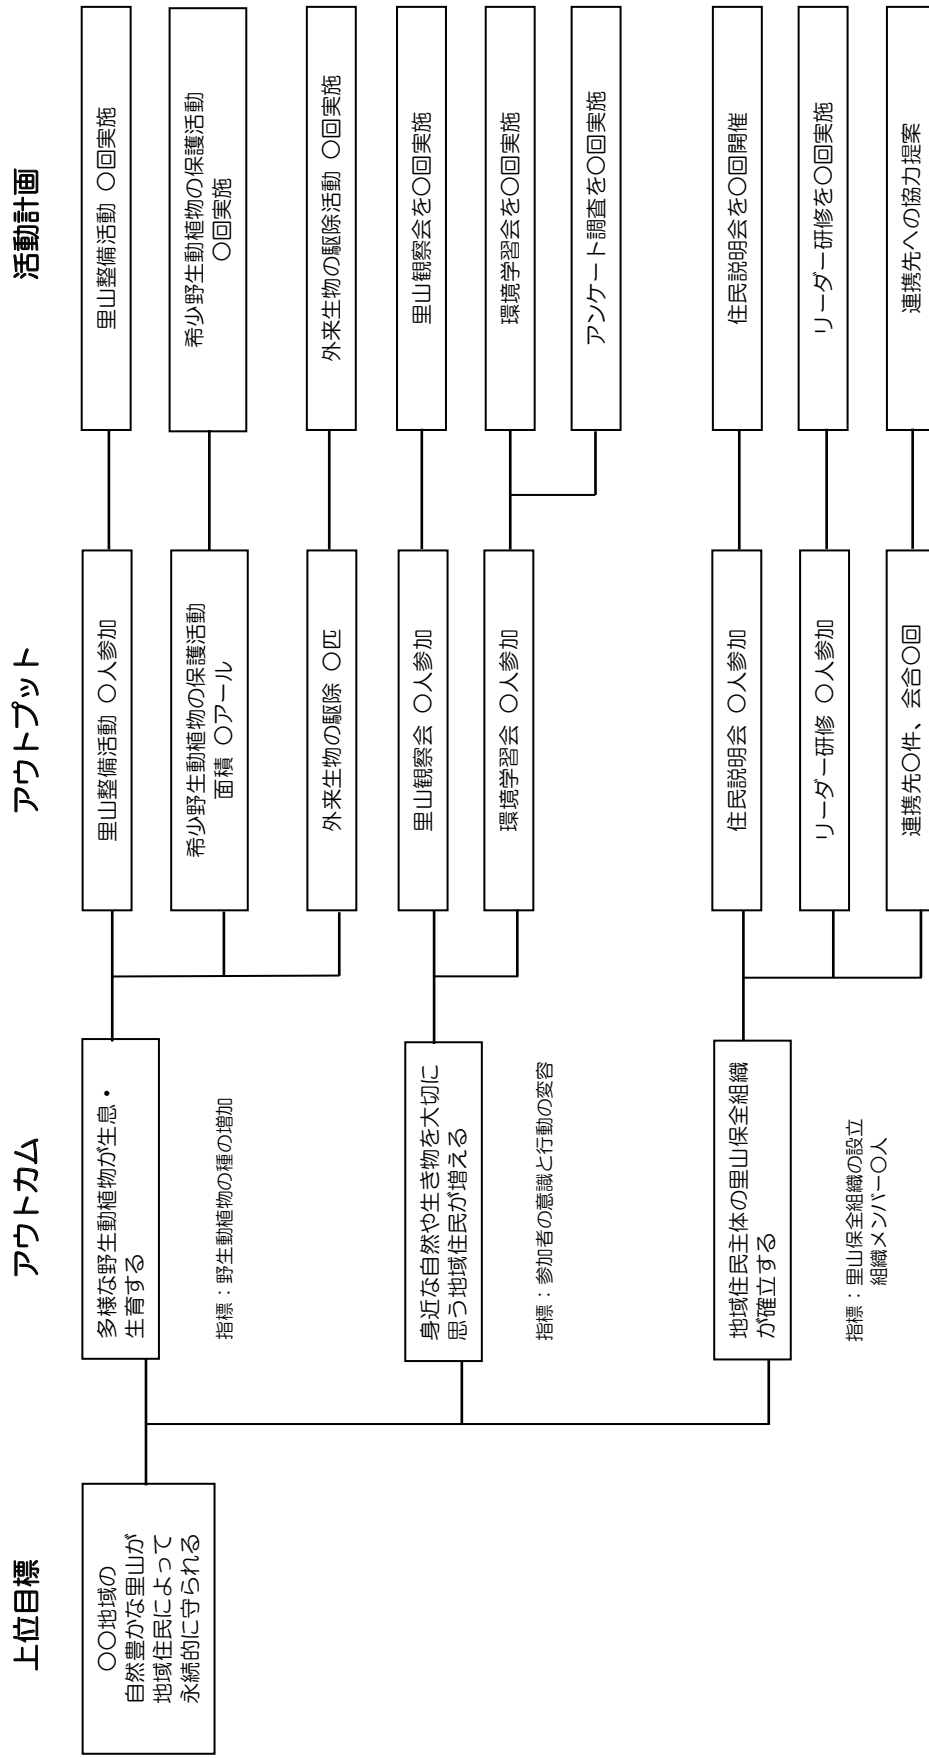 上位目標
アウトカム
アウトプット
活動計画
〇〇地域の
自然豊かな里山が
地域住民によって
永続的に守られる
多様な野生動植物が生息・
生育する
指標：野生動植物の種の増加
里山整備活動 〇人参加
里山整備活動 〇回実施
希少野生動植物の保護活動
面積 〇アール
希少野生動植物の保護活動
〇回実施
外来生物の駆除 〇匹
外来生物の駆除活動 〇回実施
身近な自然や生き物を大切に
思う地域住民が増える
指標：参加者の意識と行動の変容
里山観察会 〇人参加
里山観察会を〇回実施
環境学習会 〇人参加
環境学習会を〇回実施
アンケート調査を〇回実施
地域住民主体の里山保全組織
が確立する
指標：里山保全組織の設立
組織メンバー〇人
住民説明会 〇人参加
住民説明会を〇回開催
リーダー研修 〇人参加
リーダー研修を〇回実施
連携先〇件、会合〇回
連携先への協力提案